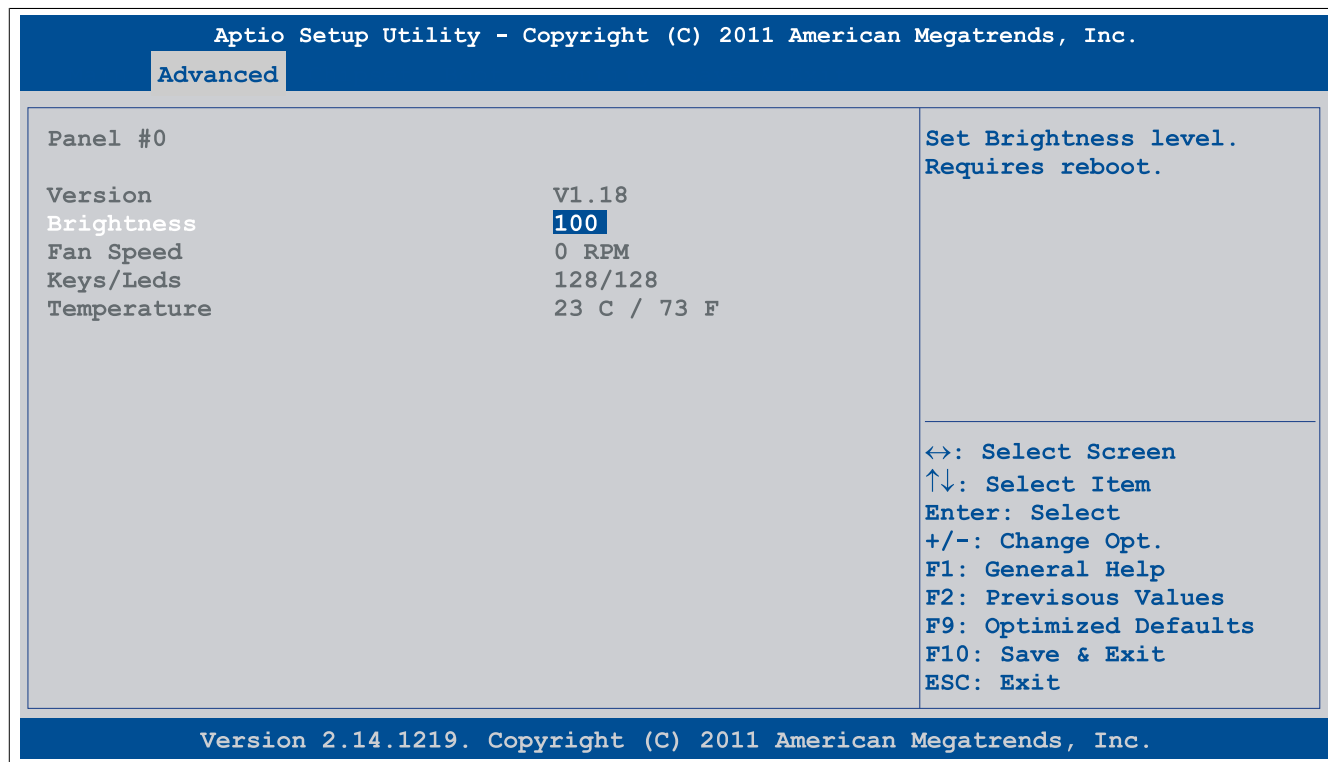 Aptio Setup Utility - Copyright (C) 2011 American Megatrends, Inc.
Advanced
Panel #0
Version V1.18
Brightness 100
Fan Speed 0 RPM
Keys/Leds 128/128
Temperature 23 C / 73 F
Set Brightness level.
Requires reboot.
↔: Select Screen
↑↓: Select Item
Enter: Select
+/-: Change Opt.
F1: General Help
F2: Previsous Values
F9: Optimized Defaults
F10: Save & Exit
ESC: Exit
Version 2.14.1219. Copyright (C) 2011 American Megatrends, Inc.